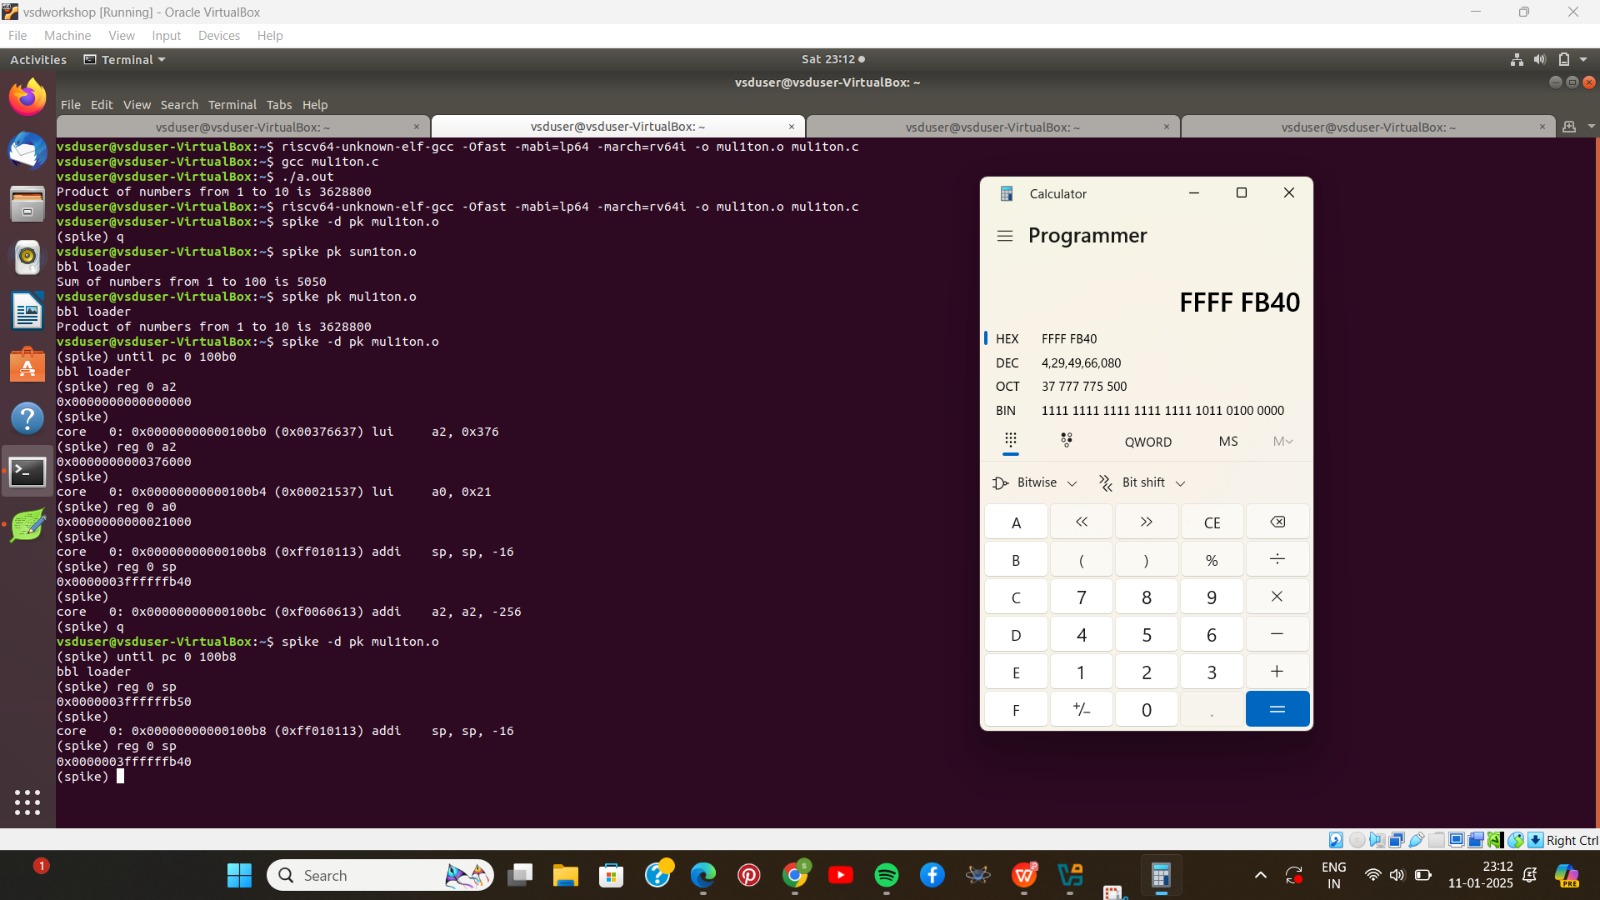 vsdworkshop [Running] - Oracle VirtualBox
File Machine View Input Devices Help
Activities Terminal Sat 23:12
vsduser@vsduser-VirtualBox: ~
File Edit View Search Terminal Tabs Help
vsduser@vsduser-VirtualBox: ~ × vsduser@vsduser-VirtualBox: ~ × vsduser@vsduser-VirtualBox: ~ × vsduser@vsduser-VirtualBox: ~ ×
vsduser@vsduser-VirtualBox:~$ riscv64-unknown-elf-gcc -Ofast -mabi=lp64 -march=rv64i -o mul1ton.o mul1ton.c
vsduser@vsduser-VirtualBox:~$ gcc mul1ton.c
vsduser@vsduser-VirtualBox:~$ ./a.out
Product of numbers from 1 to 10 is 3628800
vsduser@vsduser-VirtualBox:~$ riscv64-unknown-elf-gcc -Ofast -mabi=lp64 -march=rv64i -o mul1ton.o mul1ton.c
vsduser@vsduser-VirtualBox:~$ spike -d pk mul1ton.o
(spike) q
vsduser@vsduser-VirtualBox:~$ spike pk sum1ton.o
bbl loader
Sum of numbers from 1 to 100 is 5050
vsduser@vsduser-VirtualBox:~$ spike pk mul1ton.o
bbl loader
Product of numbers from 1 to 10 is 3628800
vsduser@vsduser-VirtualBox:~$ spike -d pk mul1ton.o
(spike) until pc 0 100b0
bbl loader
(spike) reg 0 a2
0x0000000000000000
(spike)
core 0: 0x00000000000100b0 (0x00376637) lui a2, 0x376
(spike) reg 0 a2
0x0000000000376000
(spike)
core 0: 0x00000000000100b4 (0x00021537) lui a0, 0x21
(spike) reg 0 a0
0x0000000000021000
(spike)
core 0: 0x00000000000100b8 (0xff010113) addi sp, sp, -16
(spike) reg 0 sp
0x0000003ffffffb40
(spike)
core 0: 0x00000000000100bc (0xf0060613) addi a2, a2, -256
(spike) q
vsduser@vsduser-VirtualBox:~$ spike -d pk mul1ton.o
(spike) until pc 0 100b8
bbl loader
(spike) reg 0 sp
0x0000003ffffffb50
(spike)
core 0: 0x00000000000100b8 (0xff010113) addi sp, sp, -16
(spike) reg 0 sp
0x0000003ffffffb40
(spike)
Calculator
Programmer
FFFF FB40
HEX FFFF FB40
DEC 4,29,49,66,080
OCT 37 777 775 500
BIN 1111 1111 1111 1111 1111 1011 0100 0000
QWORD MS M
Bitwise Bit shift
A << >> CE
B ( ) % ÷
C 7 8 9 ×
D 4 5 6 −
E 1 2 3 +
F +/− 0 . =
Right Ctrl
1
Search
ENG
IN
23:12
11-01-2025
PRE